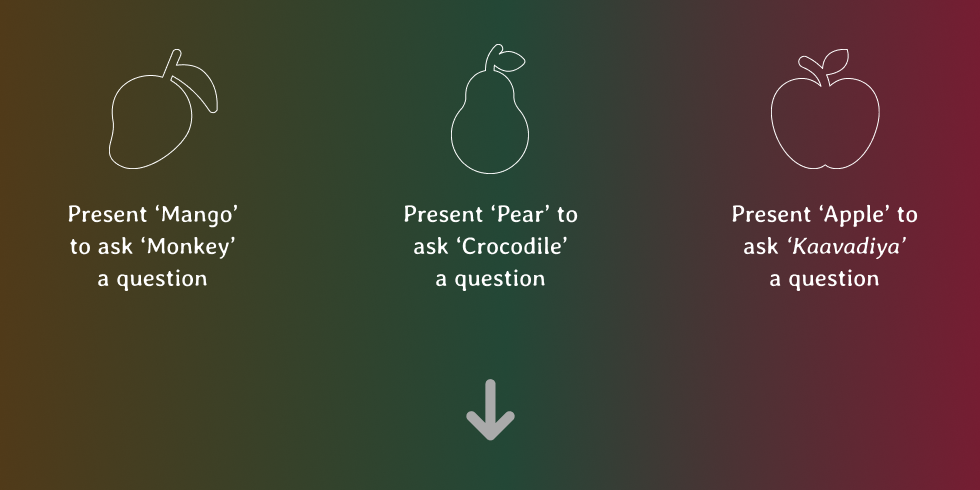 Present ‘Mango’
to ask ‘Monkey’
a question
Present ‘Pear’ to
ask ‘Crocodile’
a question
Present ‘Apple’ to
ask ‘Kaavadiya’
a question